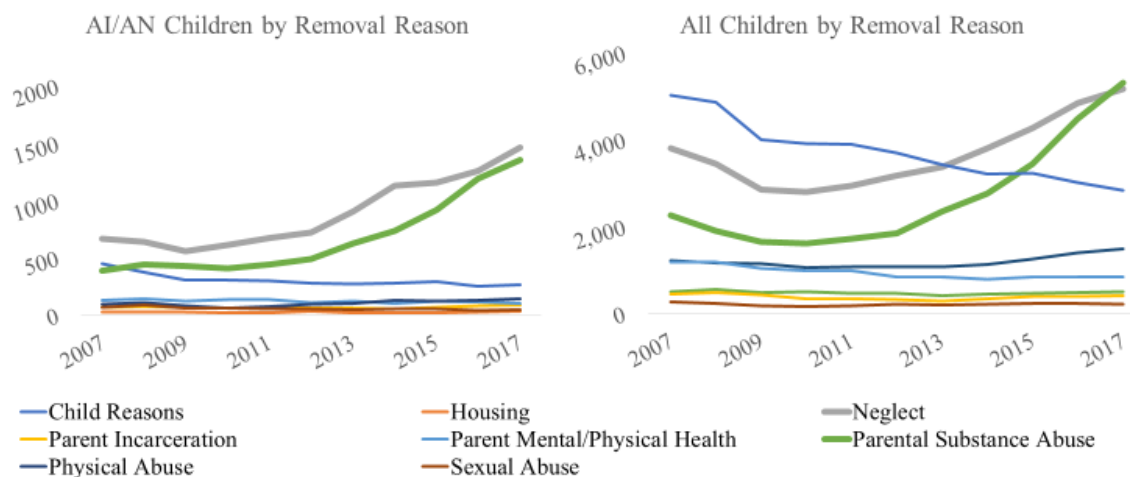 AI/AN Children by Removal Reason
2000
1500
1000
500
0
2007 2009 2011 2013 2015 2017
All Children by Removal Reason
6,000
4,000
2,000
0
2007 2009 2011 2013 2015 2017
Child Reasons Housing Neglect
Parent Incarceration Parent Mental/Physical Health Parental Substance Abuse
Physical Abuse Sexual Abuse